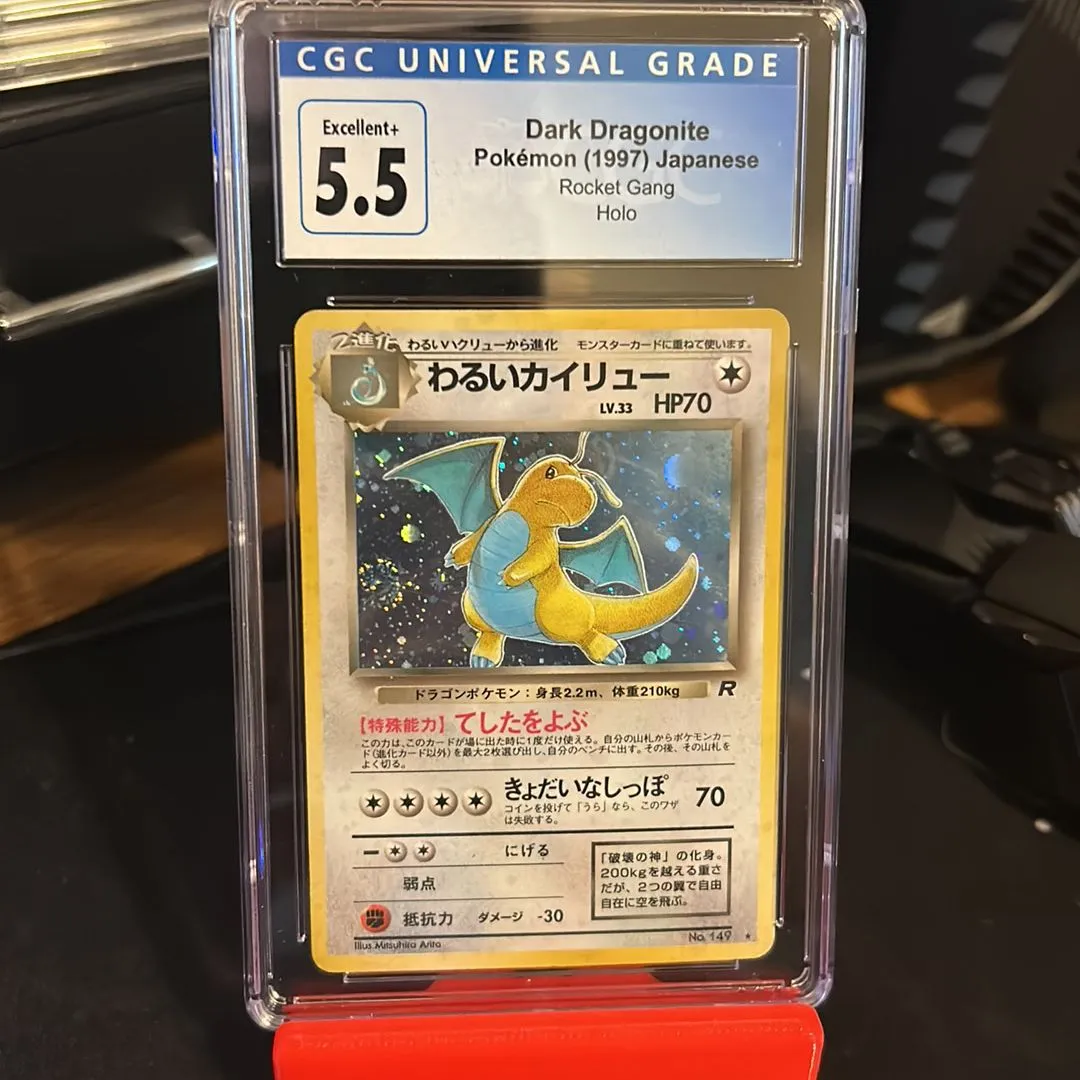 CGC UNIVERSAL GRADE
Excellent+
5.5
Dark Dragonite
Pokémon (1997) Japanese
Rocket Gang
Holo
2進化
わるいハクリューから進化
モンスターカードに重ねて使います。
わるいカイリュー
LV.33 HP70
ドラゴンポケモン：身長2.2m、体重210kg
R
【特殊能力】てしたをよぶ
この力は、このカードが場に出た時に1度だけ使える。自分の山札からポケモンカー
ド(進化カード以外)を最大2枚選び出し、自分のベンチに出す。その後、その山札を
よく切る。
きょだいなしっぽ
70
コインを投げて「うら」なら、このワザ
は失敗する。
にげる
弱点
抵抗力 ダメージ -30
「破壊の神」の化身。
200kgを越える重さ
だが、2つの翼で自由
自在に空を飛ぶ。
Illus. Mitsuhiro Arita
No. 149